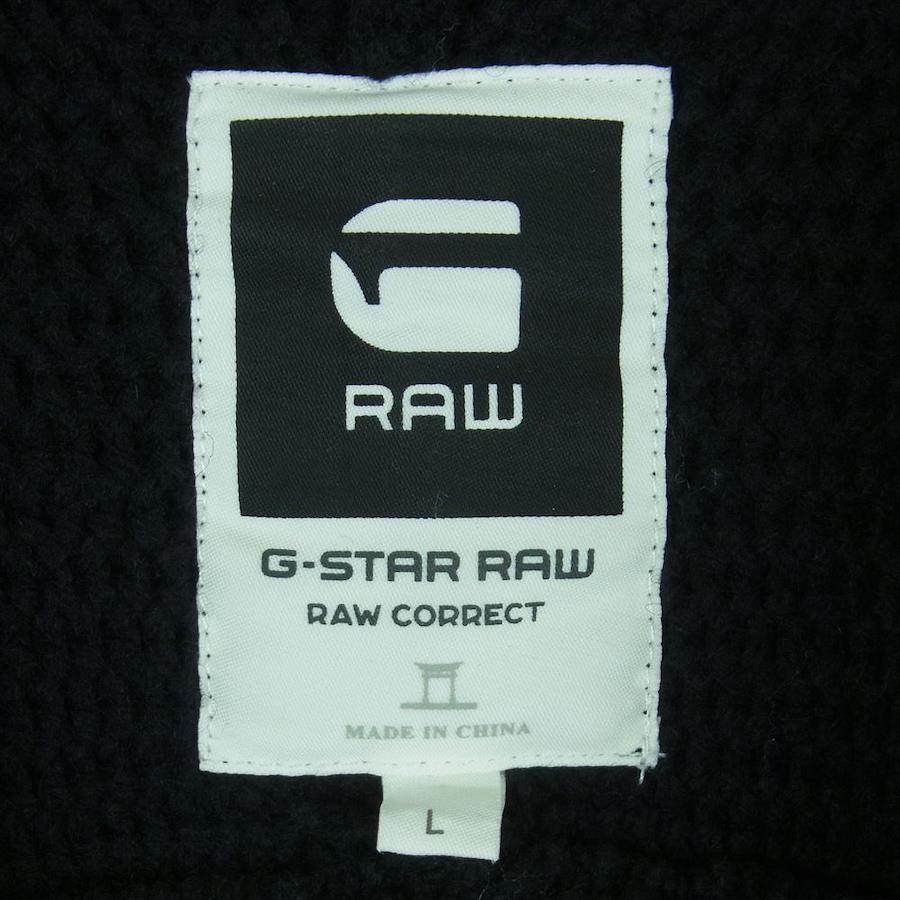 G
RAW
G-STAR RAW
RAW CORRECT
MADE IN CHINA
L